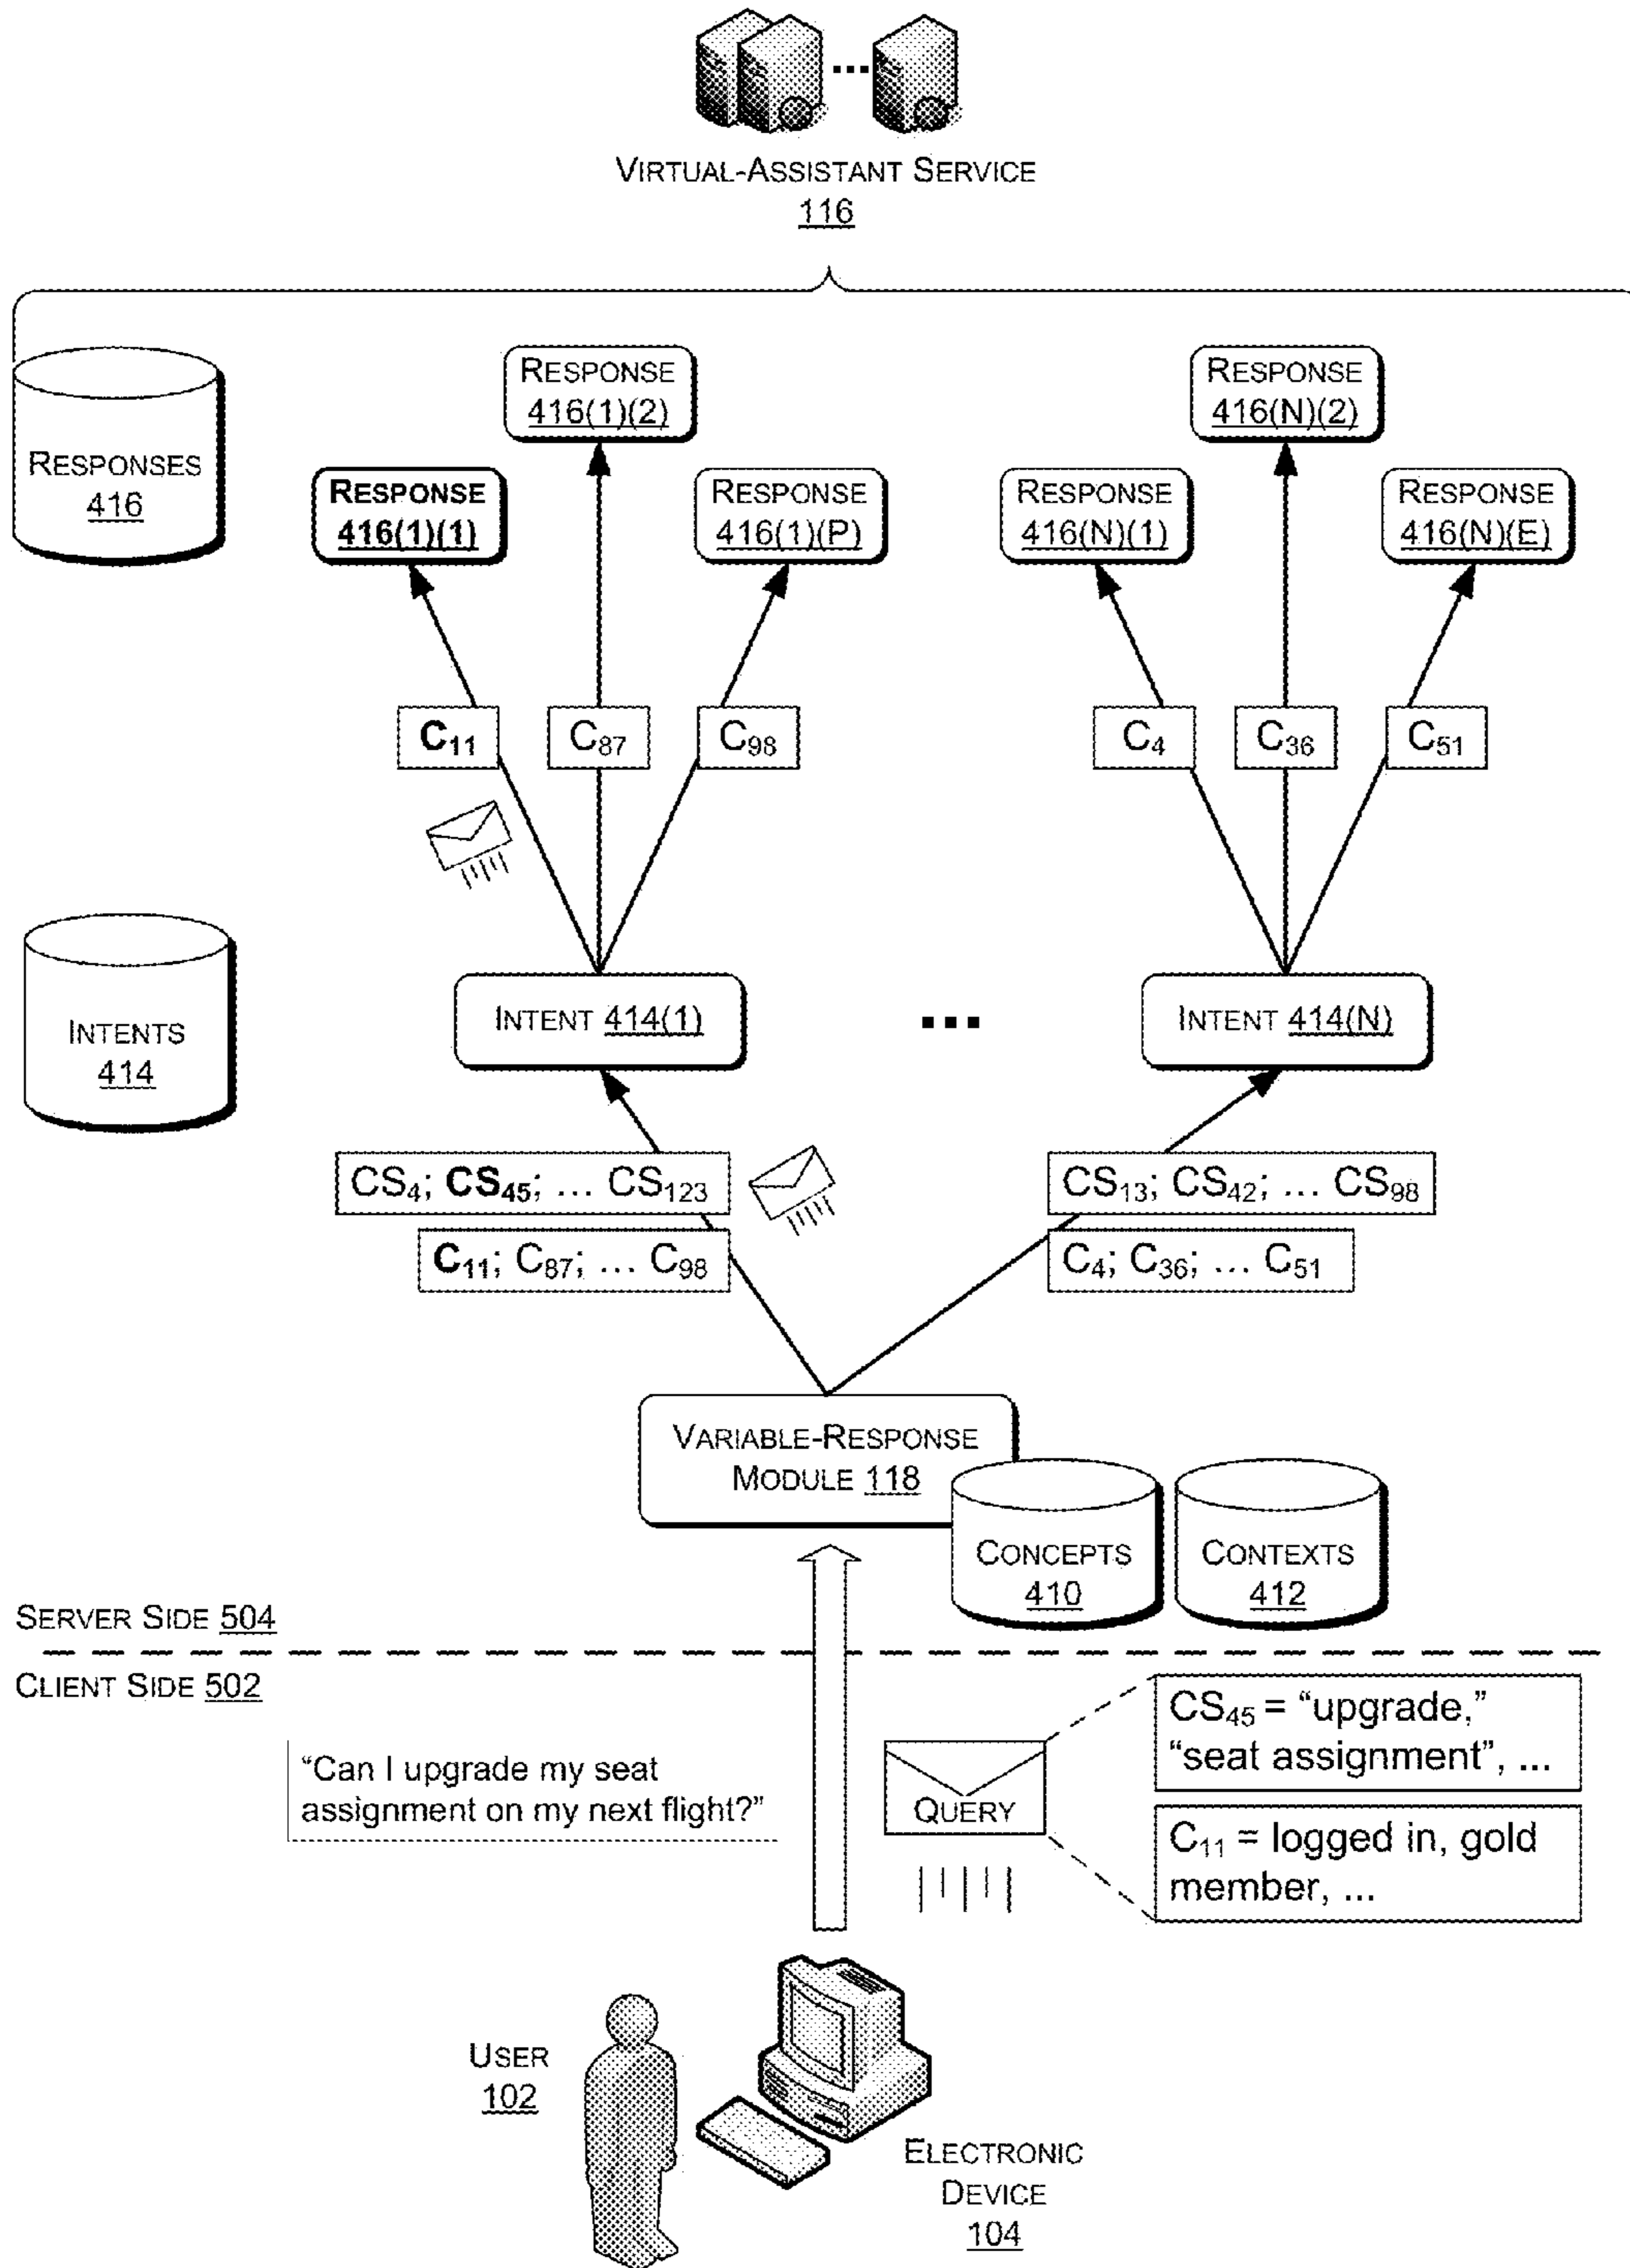 VIRTUAL-ASSISTANT SERVICE
116
RESPONSES
416
RESPONSE
416(1)(1)
RESPONSE
416(1)(2)
RESPONSE
416(1)(P)
RESPONSE
416(N)(1)
RESPONSE
416(N)(2)
RESPONSE
416(N)(E)
C11
C87
C98
C4
C36
C51
INTENTS
414
INTENT 414(1)
...
INTENT 414(N)
CS4; CS45; ... CS123
C11; C87; ... C98
CS13; CS42; ... CS98
C4; C36; ... C51
VARIABLE-RESPONSE
MODULE 118
CONCEPTS
410
CONTEXTS
412
SERVER SIDE 504
CLIENT SIDE 502
“Can I upgrade my seat
assignment on my next flight?”
QUERY
CS45 = “upgrade,”
“seat assignment”, ...
C11 = logged in, gold
member, ...
USER
102
ELECTRONIC
DEVICE
104